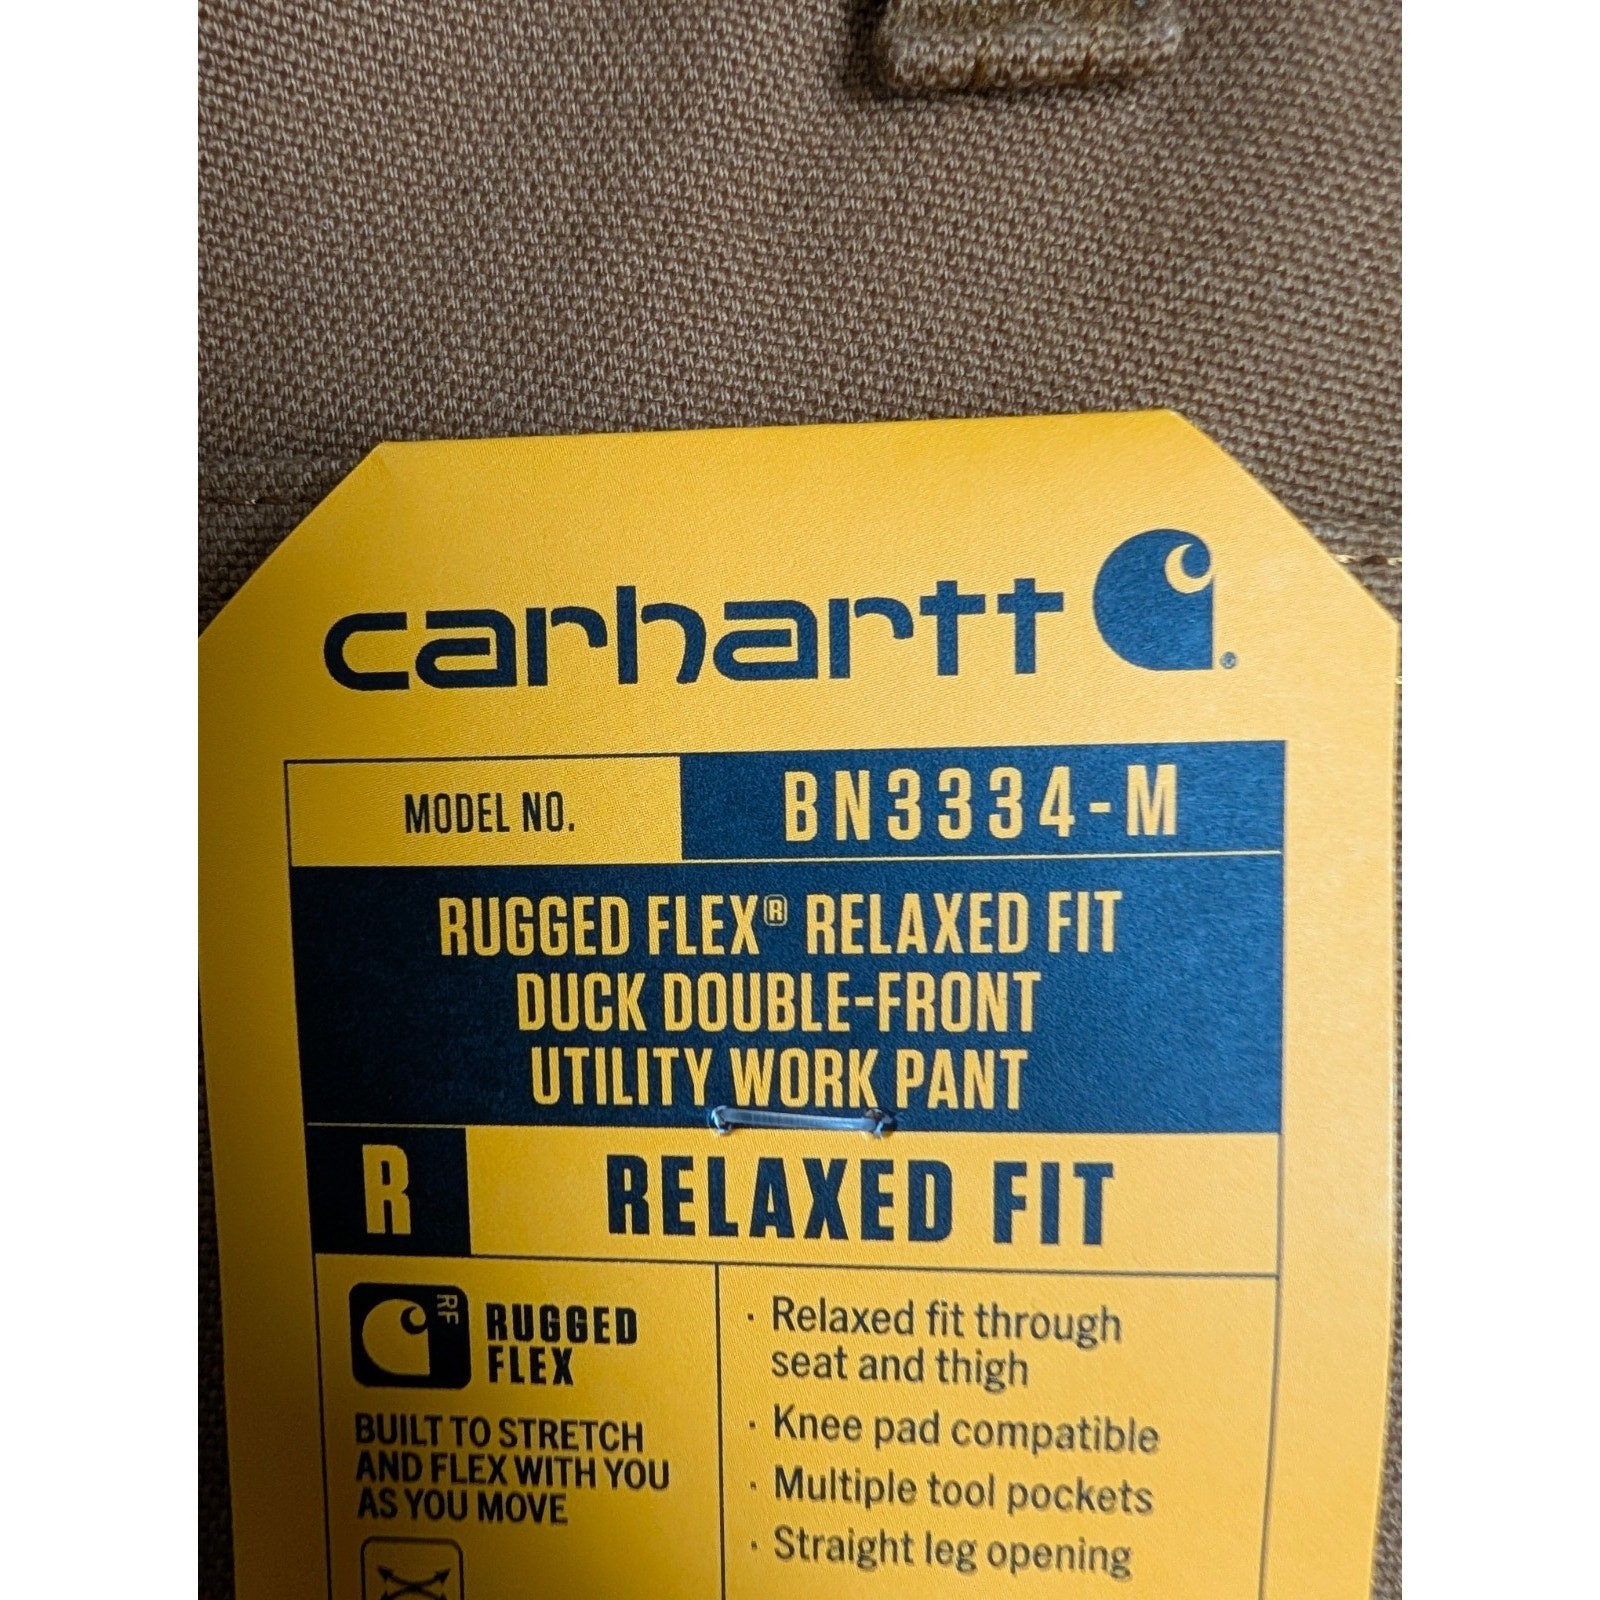 carhartt
MODEL NO. BN3334-M
RUGGED FLEX® RELAXED FIT
DUCK DOUBLE-FRONT
UTILITY WORK PANT
R RELAXED FIT
RF
RUGGED
FLEX
BUILT TO STRETCH
AND FLEX WITH YOU
AS YOU MOVE
· Relaxed fit through
seat and thigh
· Knee pad compatible
· Multiple tool pockets
· Straight leg opening